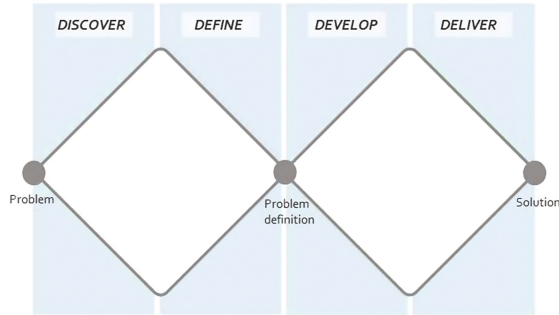 DISCOVER
DEFINE
DEVELOP
DELIVER
Problem
Problem
definition
Solution